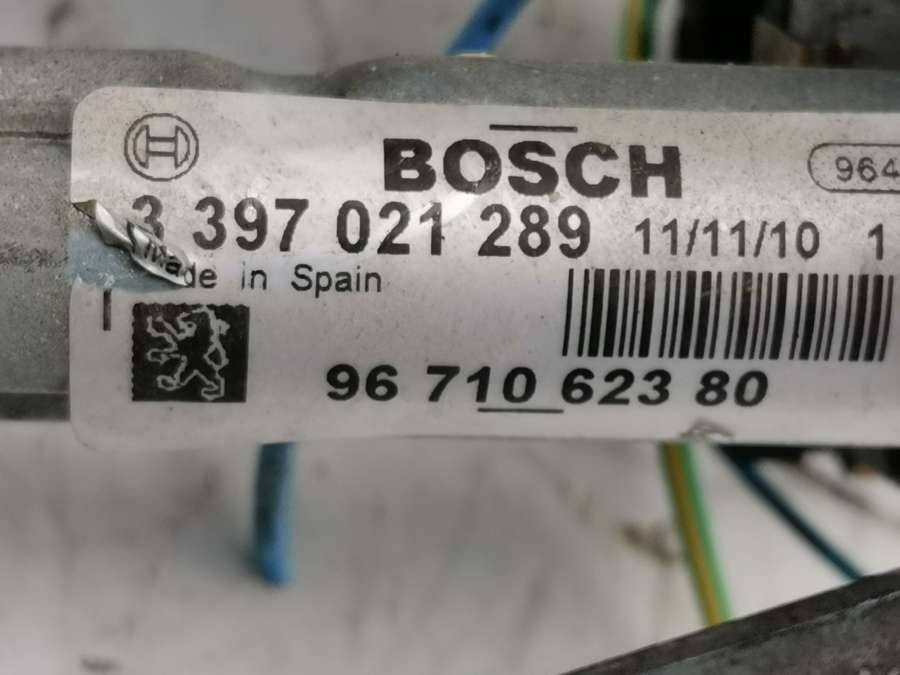 BOSCH
964
3 397 021 289 11/11/10 1
Made in Spain
96 710 623 80